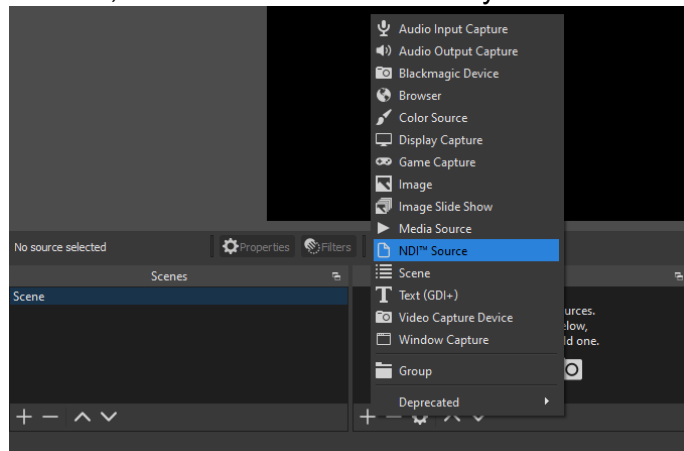 Audio Input Capture
Audio Output Capture
Blackmagic Device
Browser
Color Source
Display Capture
Game Capture
Image
Image Slide Show
Media Source
NDI™ Source
Scene
Text (GDI+)
Video Capture Device
Window Capture
Group
Deprecated
No source selected
Properties
Filters
Scenes
Scene
urces.
elow,
ld one.